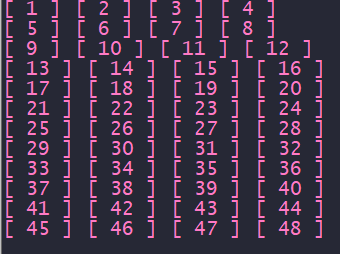 [ 1 ] [ 2 ] [ 3 ] [ 4 ]
[ 5 ] [ 6 ] [ 7 ] [ 8 ]
[ 9 ] [ 10 ] [ 11 ] [ 12 ]
[ 13 ] [ 14 ] [ 15 ] [ 16 ]
[ 17 ] [ 18 ] [ 19 ] [ 20 ]
[ 21 ] [ 22 ] [ 23 ] [ 24 ]
[ 25 ] [ 26 ] [ 27 ] [ 28 ]
[ 29 ] [ 30 ] [ 31 ] [ 32 ]
[ 33 ] [ 34 ] [ 35 ] [ 36 ]
[ 37 ] [ 38 ] [ 39 ] [ 40 ]
[ 41 ] [ 42 ] [ 43 ] [ 44 ]
[ 45 ] [ 46 ] [ 47 ] [ 48 ]